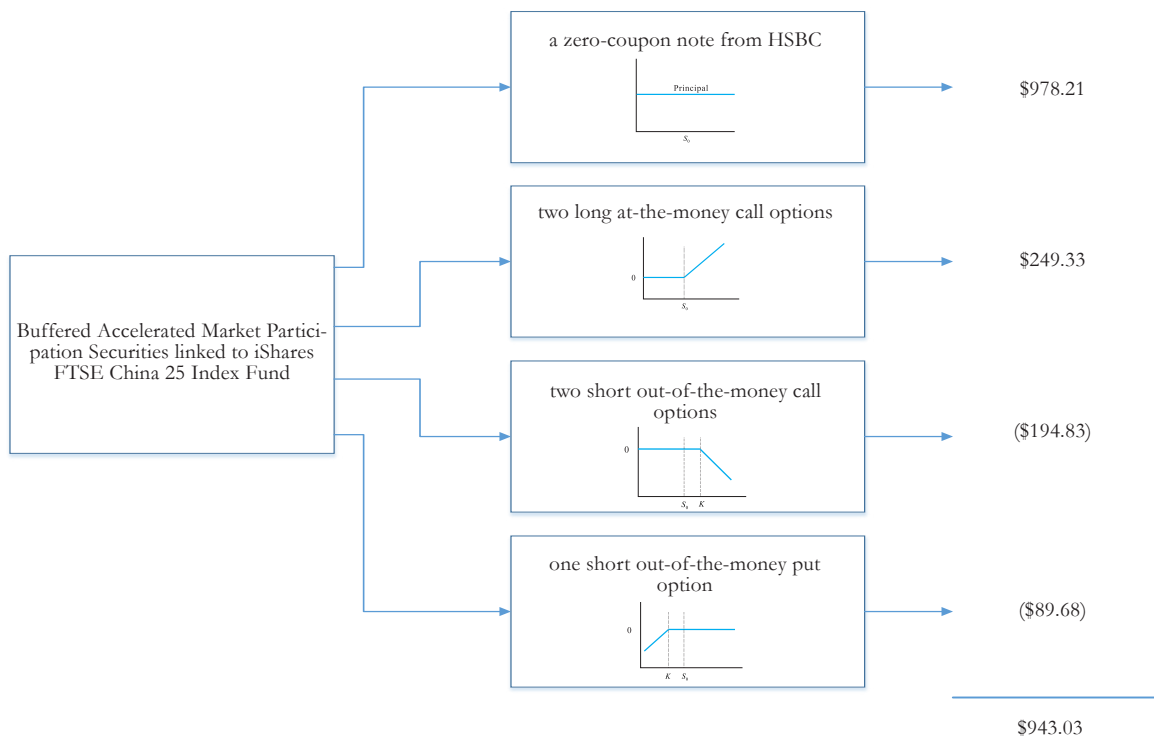 a zero-coupon note from HSBC
Principal
S₀
$978.21
two long at-the-money call options
0
S₀
$249.33
Buffered Accelerated Market Partici-
pation Securities linked to iShares
FTSE China 25 Index Fund
two short out-of-the-money call
options
0
S₀ K
($194.83)
one short out-of-the-money put
option
0
K S₀
($89.68)
$943.03